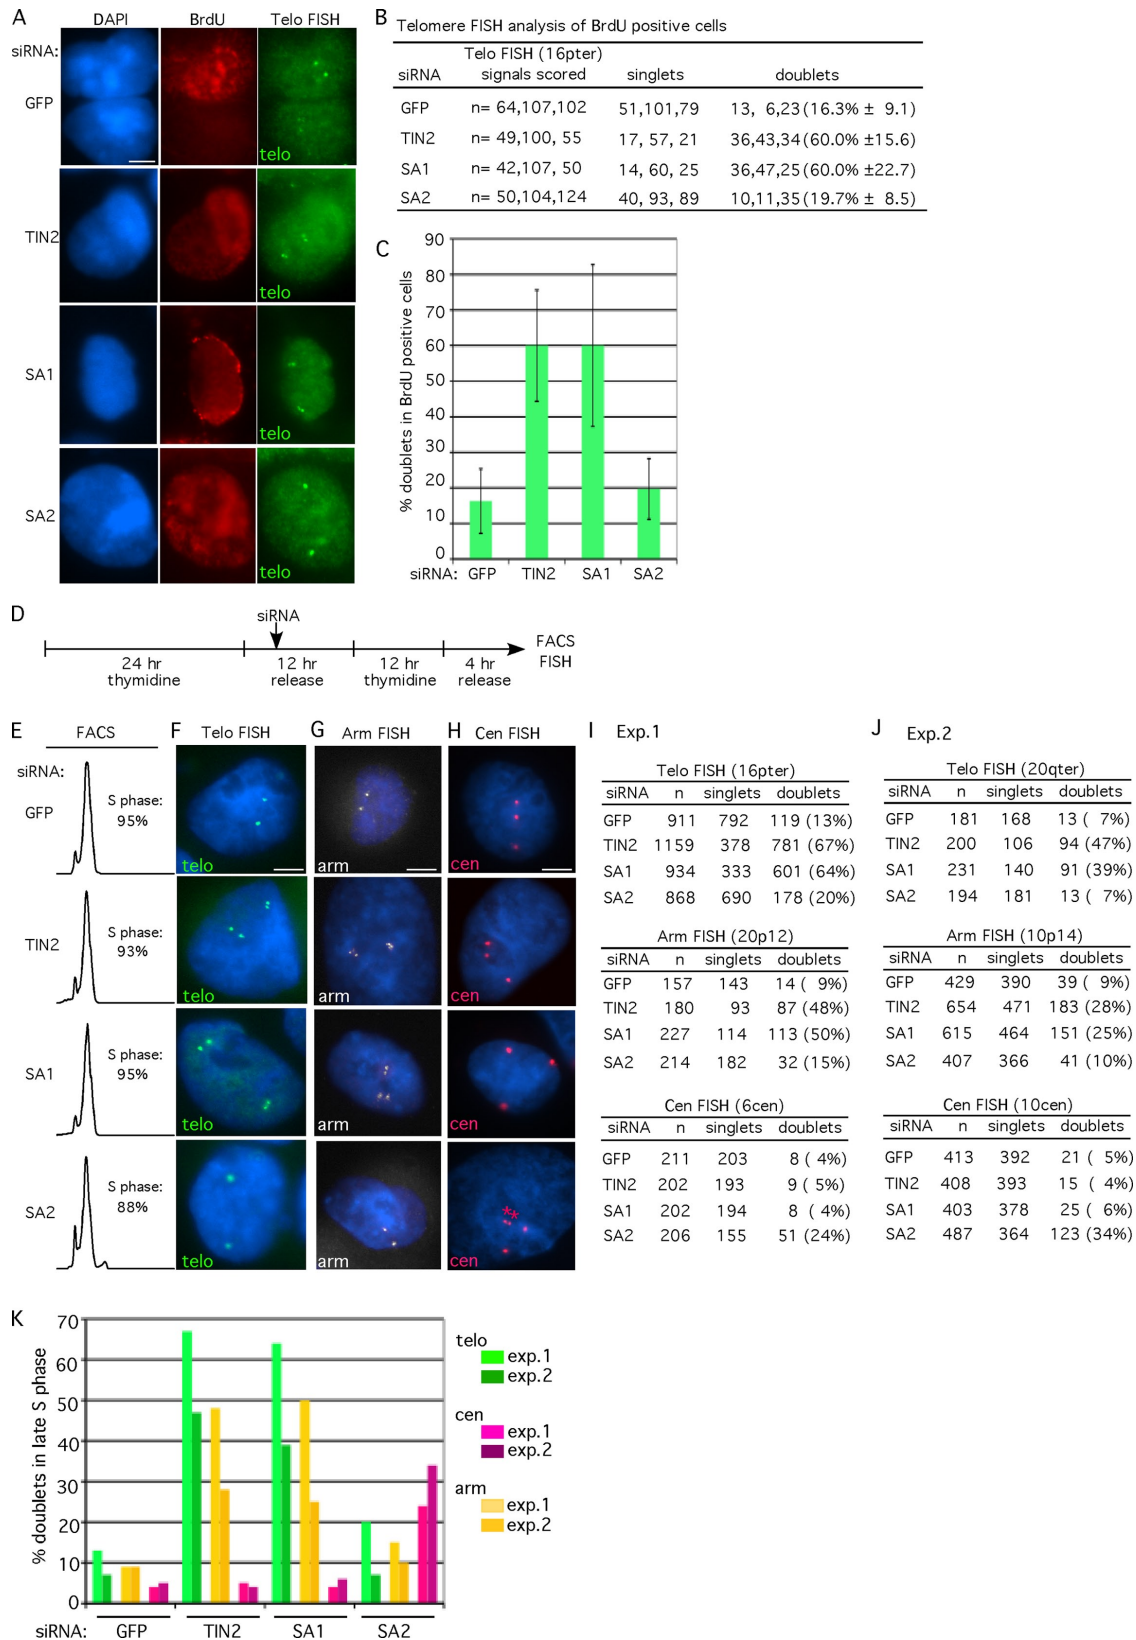 A
DAPI BrdU Telo FISH
siRNA:
GFP
telo
TIN2
telo
SA1
telo
SA2
telo
B Telomere FISH analysis of BrdU positive cells
Telo FISH (16pter)
siRNA signals scored singlets doublets
GFP n= 64,107,102 51,101,79 13, 6,23 (16.3% ± 9.1)
TIN2 n= 49,100, 55 17, 57, 21 36,43,34 (60.0% ±15.6)
SA1 n= 42,107, 50 14, 60, 25 36,47,25 (60.0% ±22.7)
SA2 n= 50,104,124 40, 93, 89 10,11,35 (19.7% ± 8.5)
C
% doublets in BrdU positive cells
90
80
70
60
50
40
30
20
10
0
siRNA: GFP TIN2 SA1 SA2
D
siRNA
24 hr thymidine
12 hr release
12 hr thymidine
4 hr release
FACS
FISH
E FACS
siRNA:
GFP
S phase:
95%
TIN2
S phase:
93%
SA1
S phase:
95%
SA2
S phase:
88%
F Telo FISH
telo
telo
telo
telo
G Arm FISH
arm
arm
arm
arm
H Cen FISH
cen
cen
cen
**
cen
I Exp.1
Telo FISH (16pter)
siRNA n singlets doublets
GFP 911 792 119 (13%)
TIN2 1159 378 781 (67%)
SA1 934 333 601 (64%)
SA2 868 690 178 (20%)
Arm FISH (20p12)
siRNA n singlets doublets
GFP 157 143 14 ( 9%)
TIN2 180 93 87 (48%)
SA1 227 114 113 (50%)
SA2 214 182 32 (15%)
Cen FISH (6cen)
siRNA n singlets doublets
GFP 211 203 8 ( 4%)
TIN2 202 193 9 ( 5%)
SA1 202 194 8 ( 4%)
SA2 206 155 51 (24%)
J Exp.2
Telo FISH (20qter)
siRNA n singlets doublets
GFP 181 168 13 ( 7%)
TIN2 200 106 94 (47%)
SA1 231 140 91 (39%)
SA2 194 181 13 ( 7%)
Arm FISH (10p14)
siRNA n singlets doublets
GFP 429 390 39 ( 9%)
TIN2 654 471 183 (28%)
SA1 615 464 151 (25%)
SA2 407 366 41 (10%)
Cen FISH (10cen)
siRNA n singlets doublets
GFP 413 392 21 ( 5%)
TIN2 408 393 15 ( 4%)
SA1 403 378 25 ( 6%)
SA2 487 364 123 (34%)
K
% doublets in late S phase
70
60
50
40
30
20
10
0
siRNA: GFP TIN2 SA1 SA2
telo
exp.1
exp.2
cen
exp.1
exp.2
arm
exp.1
exp.2